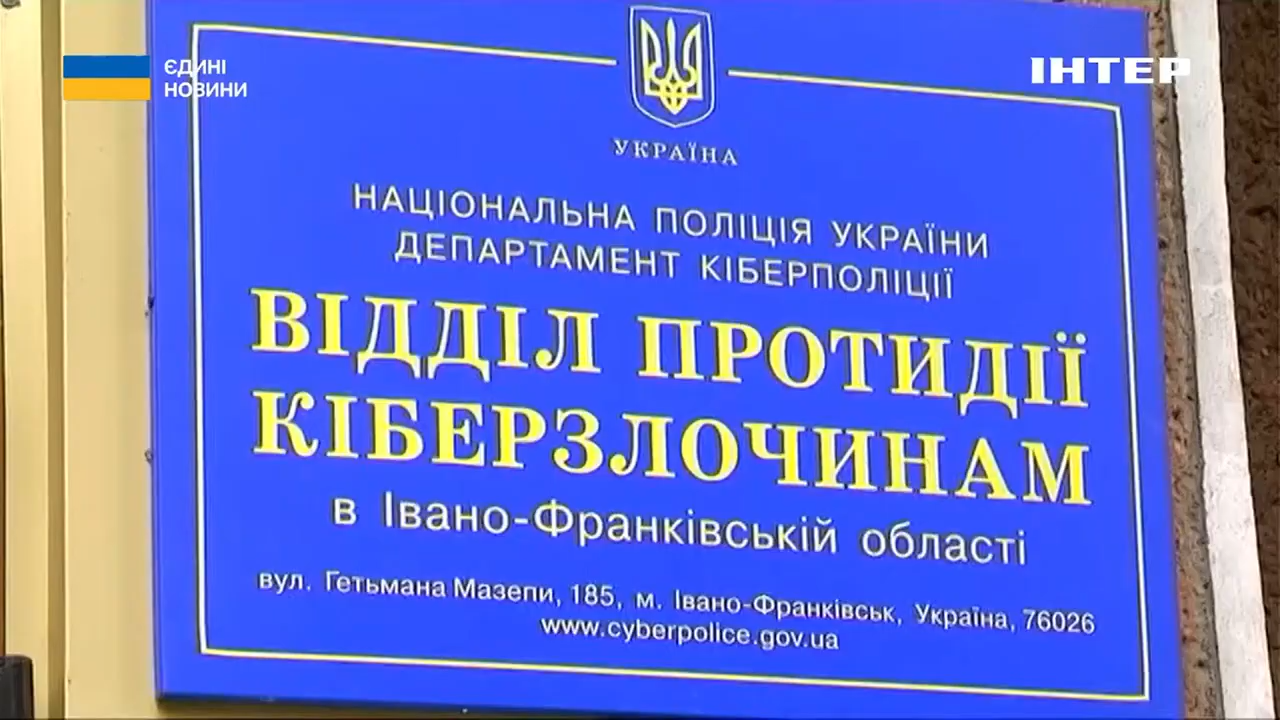 ЄДИНІ
НОВИНИ
ІНТЕР
УКРАЇНА
НАЦІОНАЛЬНА ПОЛІЦІЯ УКРАЇНИ
ДЕПАРТАМЕНТ КІБЕРПОЛІЦІЇ
ВІДДІЛ ПРОТИДІЇ
КІБЕРЗЛОЧИНАМ
в Івано-Франківській області
вул. Гетьмана Мазепи, 185, м. Івано-Франківськ, Україна, 76026
www.cyberpolice.gov.ua